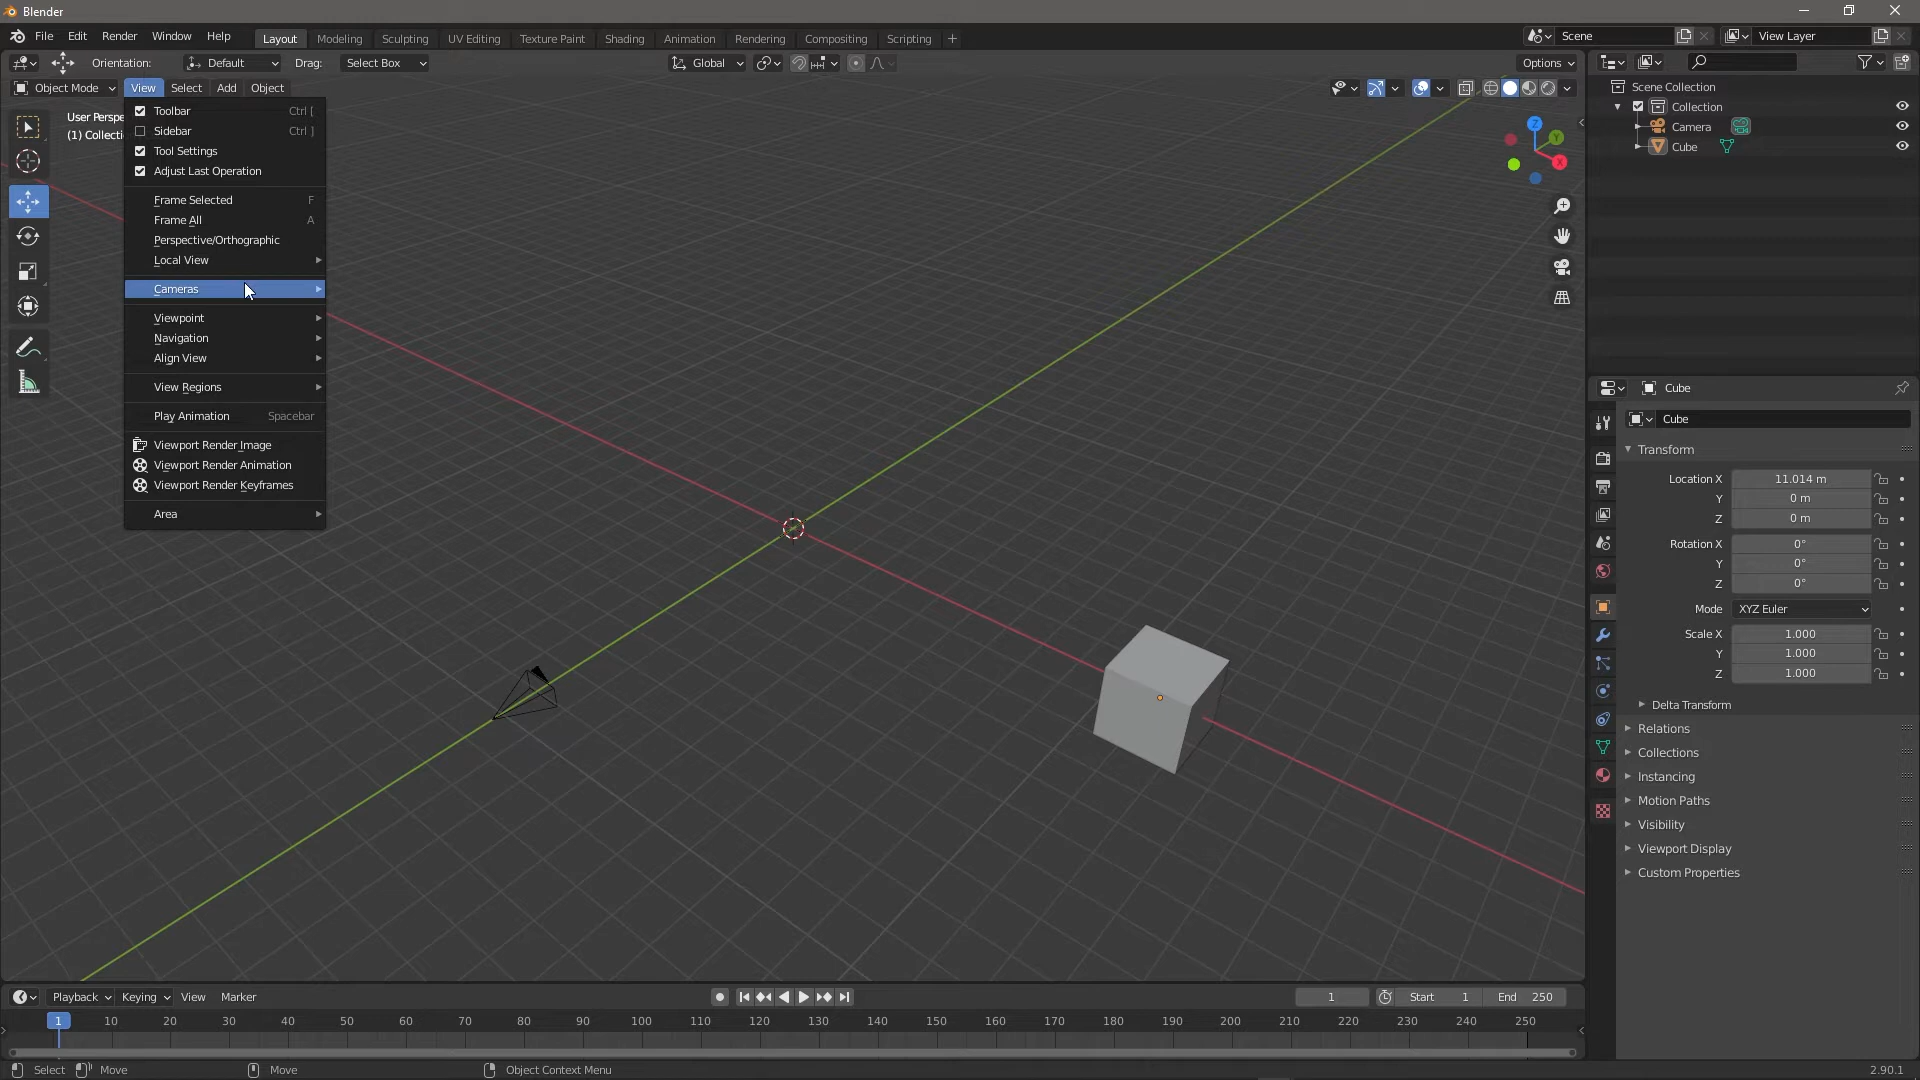 Blender
File Edit Render Window Help Layout Modeling Sculpting UV Editing Texture Paint Shading Animation Rendering Compositing Scripting + Scene View Layer
Orientation: Default Drag: Select Box Global Options
Object Mode View Select Add Object
User Perspe
(1) Collecti
Toolbar Ctrl [
Sidebar Ctrl ]
Tool Settings
Adjust Last Operation
Frame Selected F
Frame All A
Perspective/Orthographic
Local View
Cameras
Viewpoint
Navigation
Align View
View Regions
Play Animation Spacebar
Viewport Render Image
Viewport Render Animation
Viewport Render Keyframes
Area
Z
Y
X
Scene Collection
Collection
Camera
Cube
Cube
Cube
Transform
Location X 11.014 m
Y 0 m
Z 0 m
Rotation X 0°
Y 0°
Z 0°
Mode XYZ Euler
Scale X 1.000
Y 1.000
Z 1.000
Delta Transform
Relations
Collections
Instancing
Motion Paths
Visibility
Viewport Display
Custom Properties
Playback Keying View Marker 1 Start 1 End 250
1 10 20 30 40 50 60 70 80 90 100 110 120 130 140 150 160 170 180 190 200 210 220 230 240 250
Select Move Move Object Context Menu 2.90.1